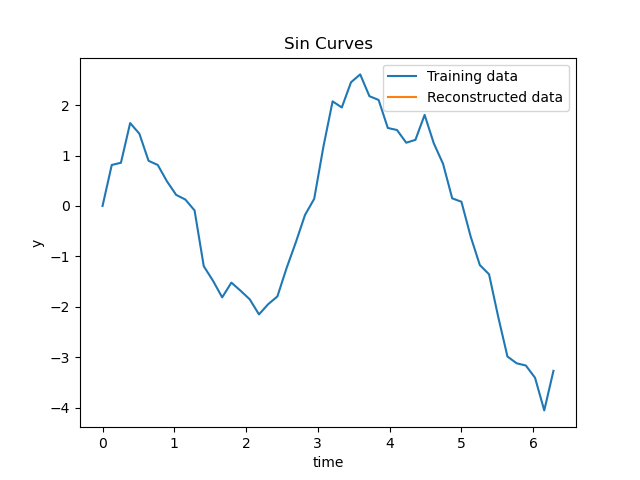 Sin Curves
Training data
Reconstructed data
y
2
1
0
−1
−2
−3
−4
0 1 2 3 4 5 6
time